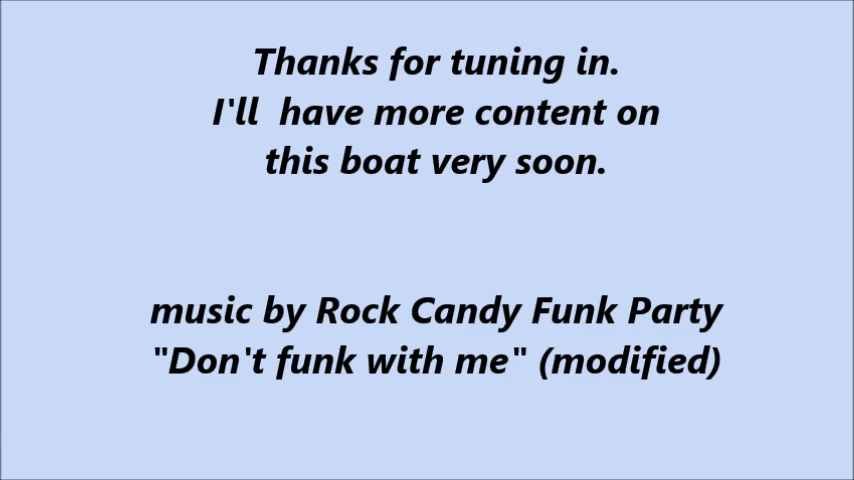 Thanks for tuning in.
I'll  have more content on
this boat very soon.
music by Rock Candy Funk Party
"Don't funk with me" (modified)